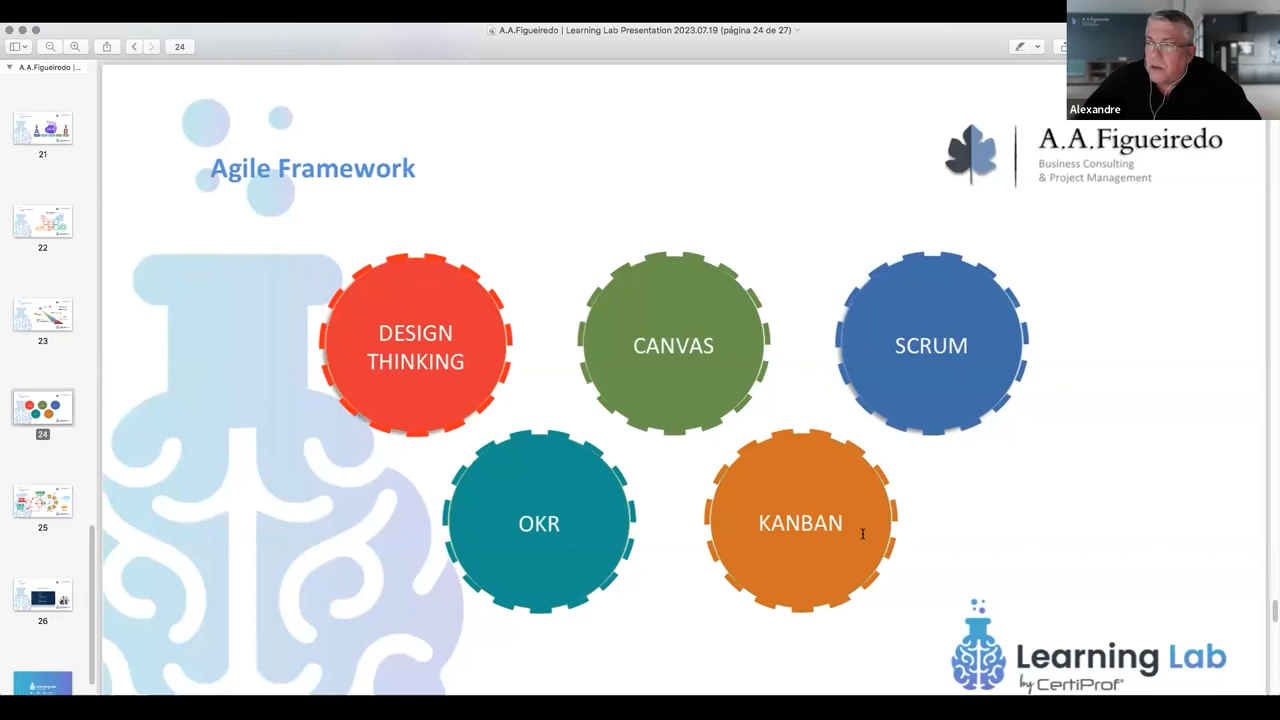 A.A.Figueiredo | Learning Lab Presentation 2023.07.19 (página 24 de 27)
24
A.A.Figueiredo |...
Alexandre
21
22
23
24
25
26
Agile Framework
A.A.Figueiredo
Business Consulting
& Project Management
DESIGN
THINKING
CANVAS
SCRUM
OKR
KANBAN
Learning Lab
by CertiProf®